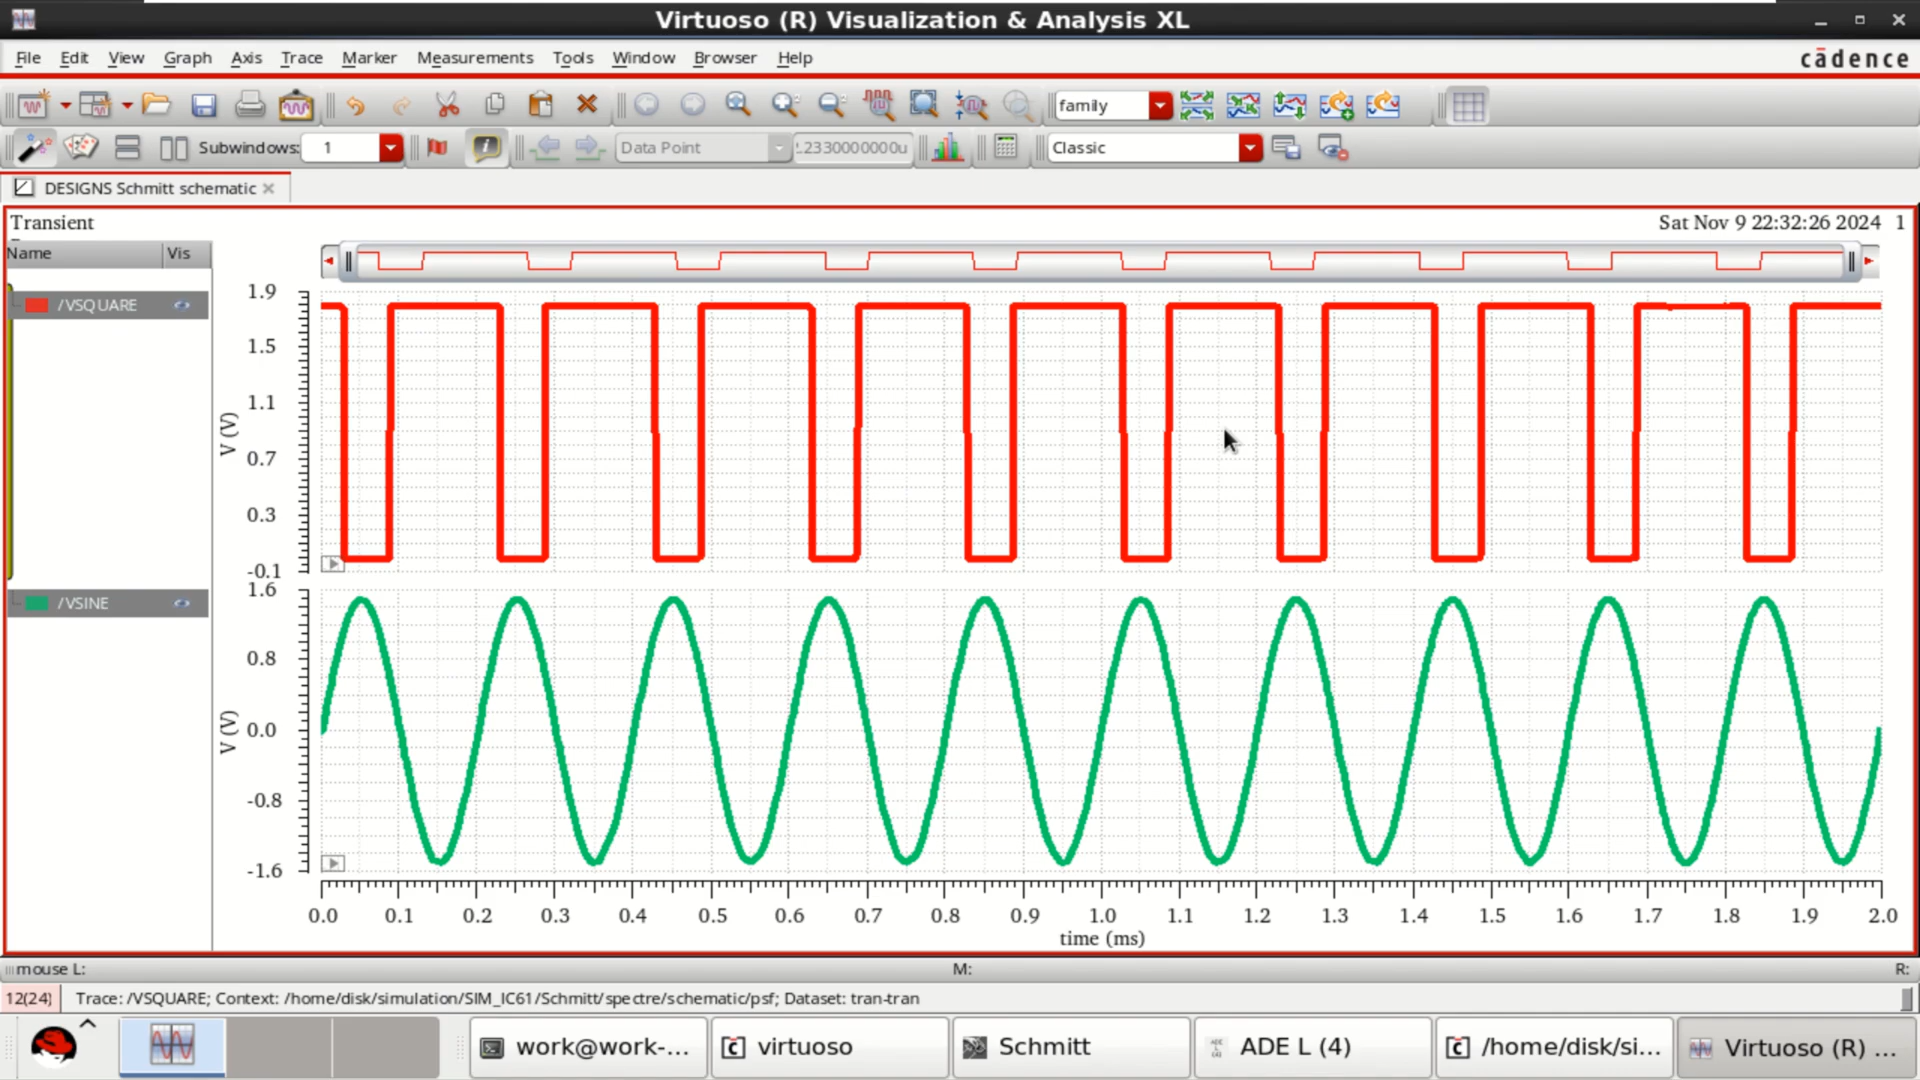 Virtuoso (R) Visualization & Analysis XL
File Edit View Graph Axis Trace Marker Measurements Tools Window Browser Help
cādence
family
Subwindows: 1 Data Point .2330000000u Classic
DESIGNS Schmitt schematic
Transient
Sat Nov 9 22:32:26 2024 1
Name Vis
/VSQUARE
1.9
1.5
1.1
V (V)
0.7
0.3
-0.1
/VSINE
1.6
0.8
V (V)
0.0
-0.8
-1.6
0.0 0.1 0.2 0.3 0.4 0.5 0.6 0.7 0.8 0.9 1.0 1.1 1.2 1.3 1.4 1.5 1.6 1.7 1.8 1.9 2.0
time (ms)
mouse L: M: R:
12(24) Trace: /VSQUARE; Context: /home/disk/simulation/SIM_IC61/Schmitt/spectre/schematic/psf; Dataset: tran-tran
work@work-... virtuoso Schmitt ADE L (4) /home/disk/si... Virtuoso (R) ...